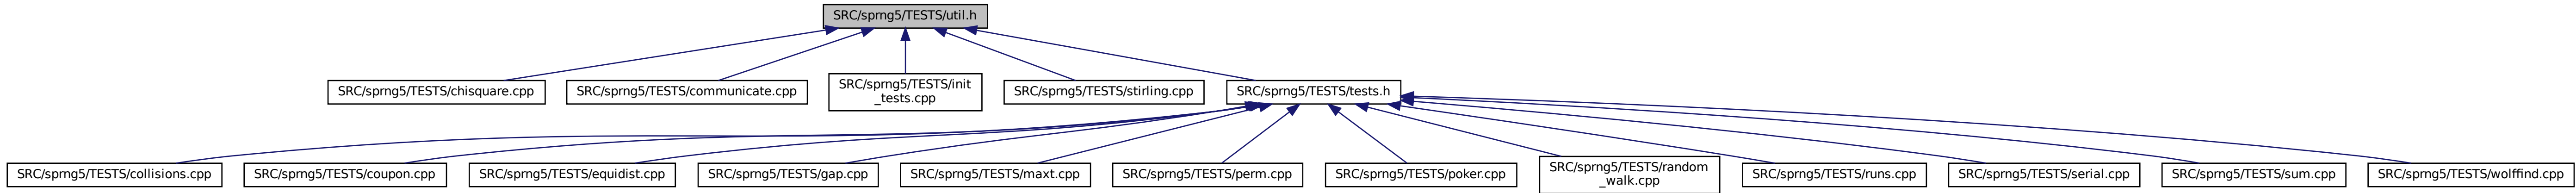 SRC/sprng5/TESTS/util.h
SRC/sprng5/TESTS/chisquare.cpp
SRC/sprng5/TESTS/communicate.cpp
SRC/sprng5/TESTS/init
_tests.cpp
SRC/sprng5/TESTS/stirling.cpp
SRC/sprng5/TESTS/tests.h
SRC/sprng5/TESTS/collisions.cpp
SRC/sprng5/TESTS/coupon.cpp
SRC/sprng5/TESTS/equidist.cpp
SRC/sprng5/TESTS/gap.cpp
SRC/sprng5/TESTS/maxt.cpp
SRC/sprng5/TESTS/perm.cpp
SRC/sprng5/TESTS/poker.cpp
SRC/sprng5/TESTS/random
_walk.cpp
SRC/sprng5/TESTS/runs.cpp
SRC/sprng5/TESTS/serial.cpp
SRC/sprng5/TESTS/sum.cpp
SRC/sprng5/TESTS/wolffind.cpp